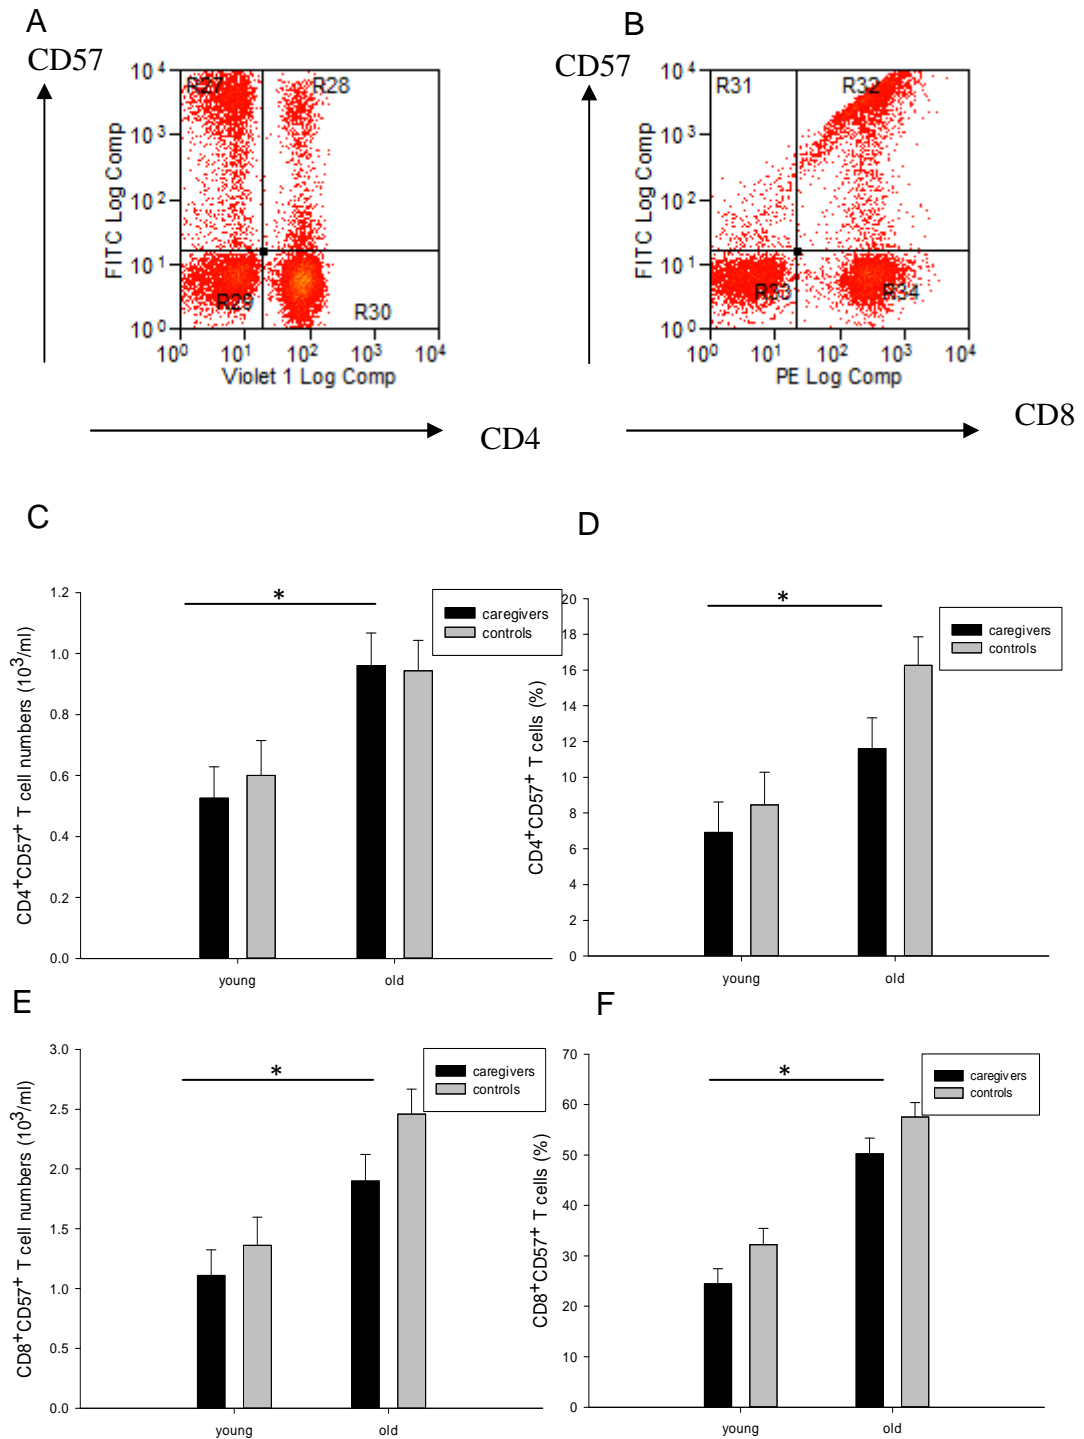 A
CD57
FITC Log Comp
10⁴
10³
10²
10¹
10⁰
R27
R28
R29
R30
10⁰ 10¹ 10² 10³ 10⁴
Violet 1 Log Comp
CD4
B
CD57
FITC Log Comp
10⁴
10³
10²
10¹
10⁰
R31
R32
R33
R34
10⁰ 10¹ 10² 10³ 10⁴
PE Log Comp
CD8
C
CD4⁺CD57⁺ T cell numbers (10³/ml)
1.2
1.0
0.8
0.6
0.4
0.2
0.0
*
caregivers
controls
young old
D
CD4⁺CD57⁺ T cells (%)
20
18
16
14
12
10
8
6
4
2
0
*
caregivers
controls
young old
E
CD8⁺CD57⁺ T cell numbers (10³/ml)
3.0
2.5
2.0
1.5
1.0
0.5
0.0
*
caregivers
controls
young old
F
CD8⁺CD57⁺ T cells (%)
70
60
50
40
30
20
10
0
*
caregivers
controls
young old